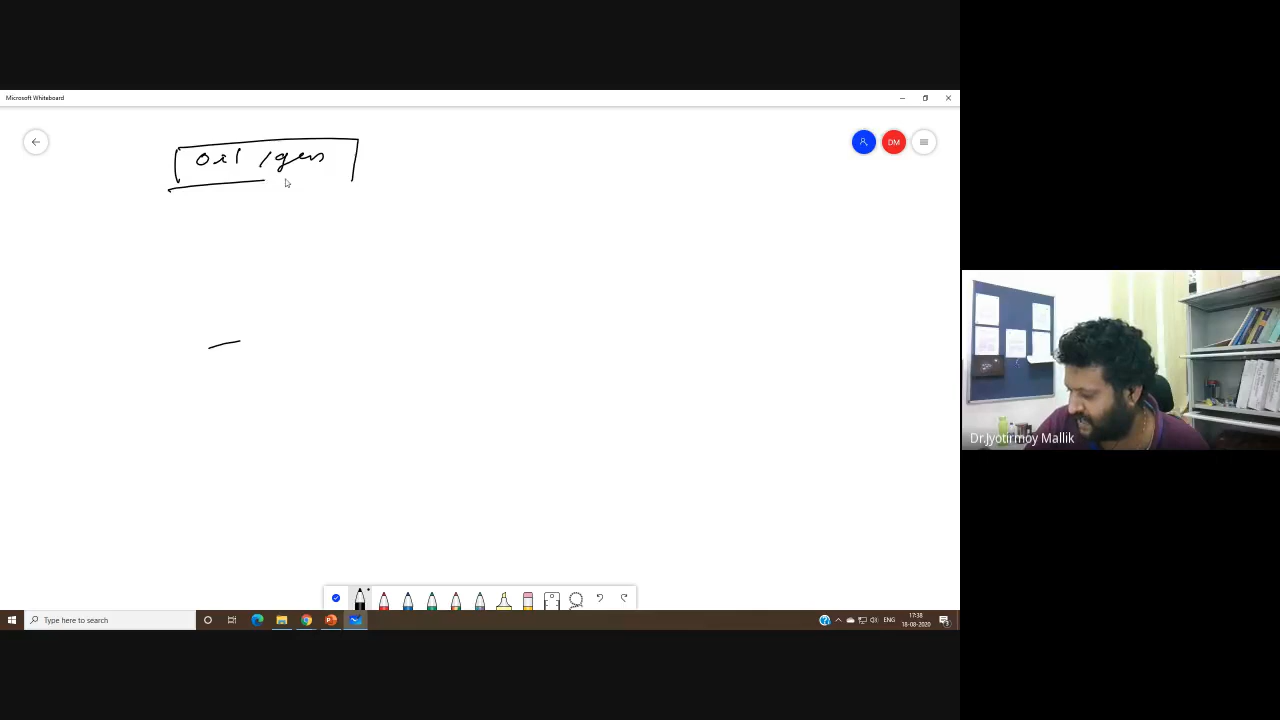 Microsoft Whiteboard
oil / gas
DM
Dr.Jyotirmoy Mallik
Type here to search
ENG
17:38
18-08-2020